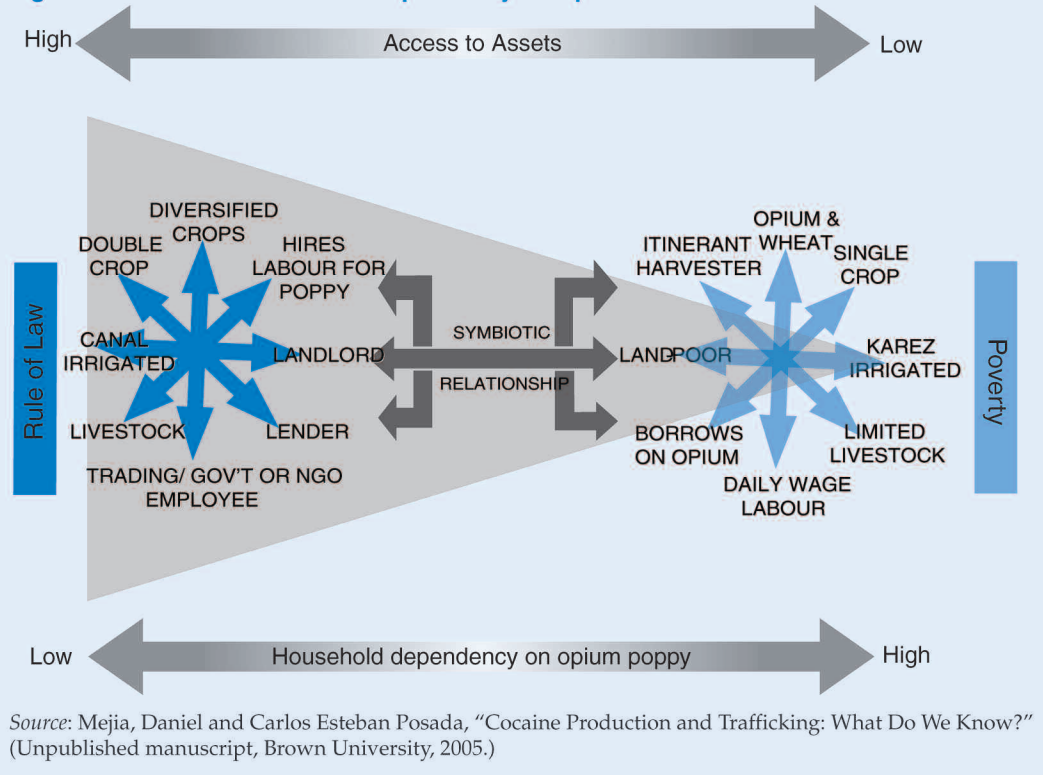 High
Access to Assets
Low
DIVERSIFIED
CROPS
DOUBLE
CROP
HIRES
LABOUR FOR
POPPY
CANAL
IRRIGATED
LANDLORD
LIVESTOCK
LENDER
TRADING/ GOV'T OR NGO
EMPLOYEE
Rule of Law
SYMBIOTIC
RELATIONSHIP
OPIUM &
WHEAT
ITINERANT
HARVESTER
SINGLE
CROP
LANDPOOR
KAREZ
IRRIGATED
BORROWS
ON OPIUM
LIMITED
LIVESTOCK
DAILY WAGE
LABOUR
Poverty
Low
Household dependency on opium poppy
High
Source: Mejia, Daniel and Carlos Esteban Posada, “Cocaine Production and Trafficking: What Do We Know?”
(Unpublished manuscript, Brown University, 2005.)